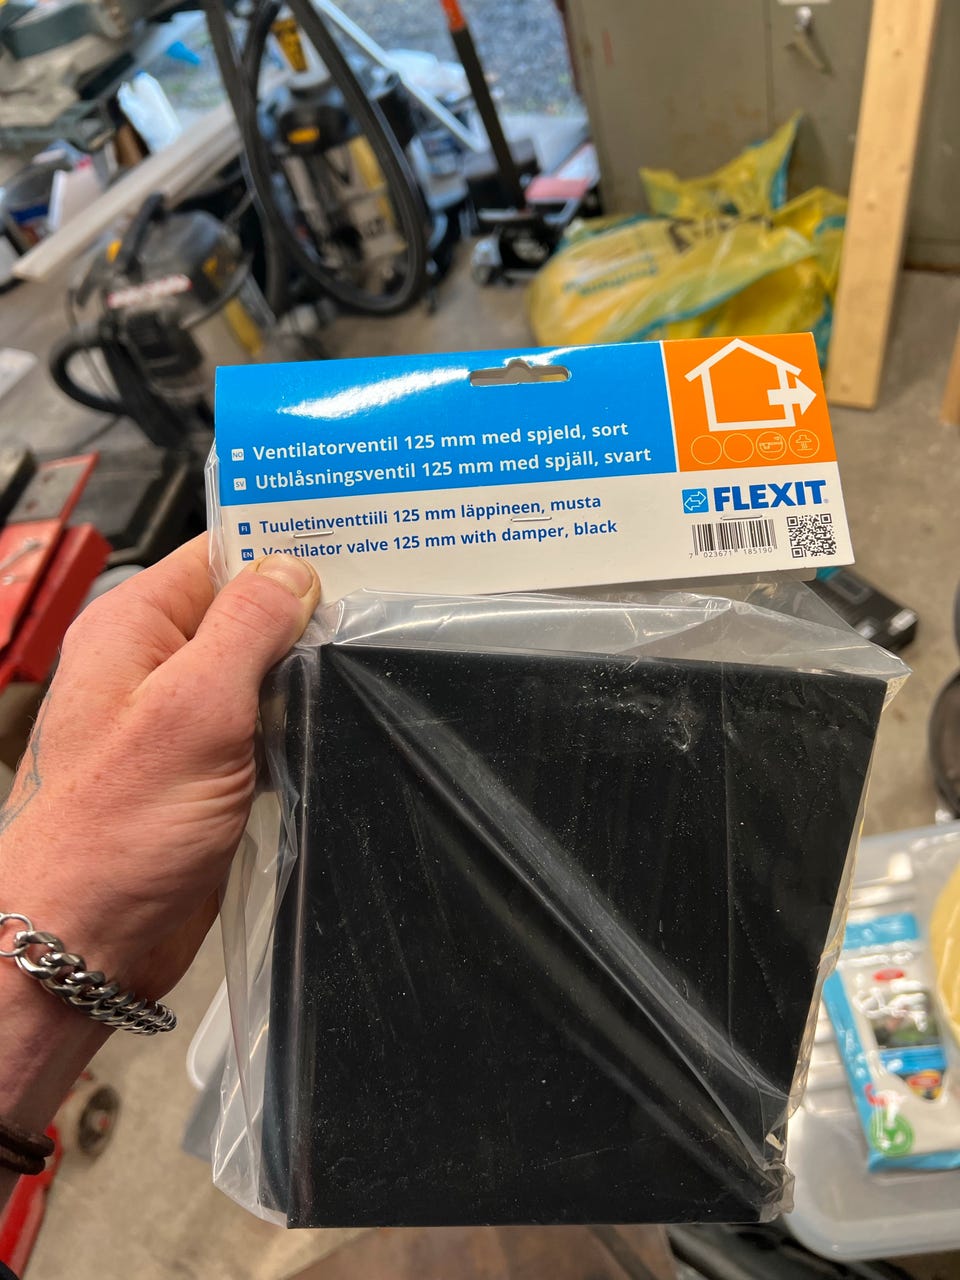 NO Ventilatorventil 125 mm med spjeld, sort
SV Utblåsningsventil 125 mm med spjäll, svart
FI Tuuletinventtiili 125 mm läppineen, musta
EN Ventilator valve 125 mm with damper, black
FLEXIT®
7 023671 185190